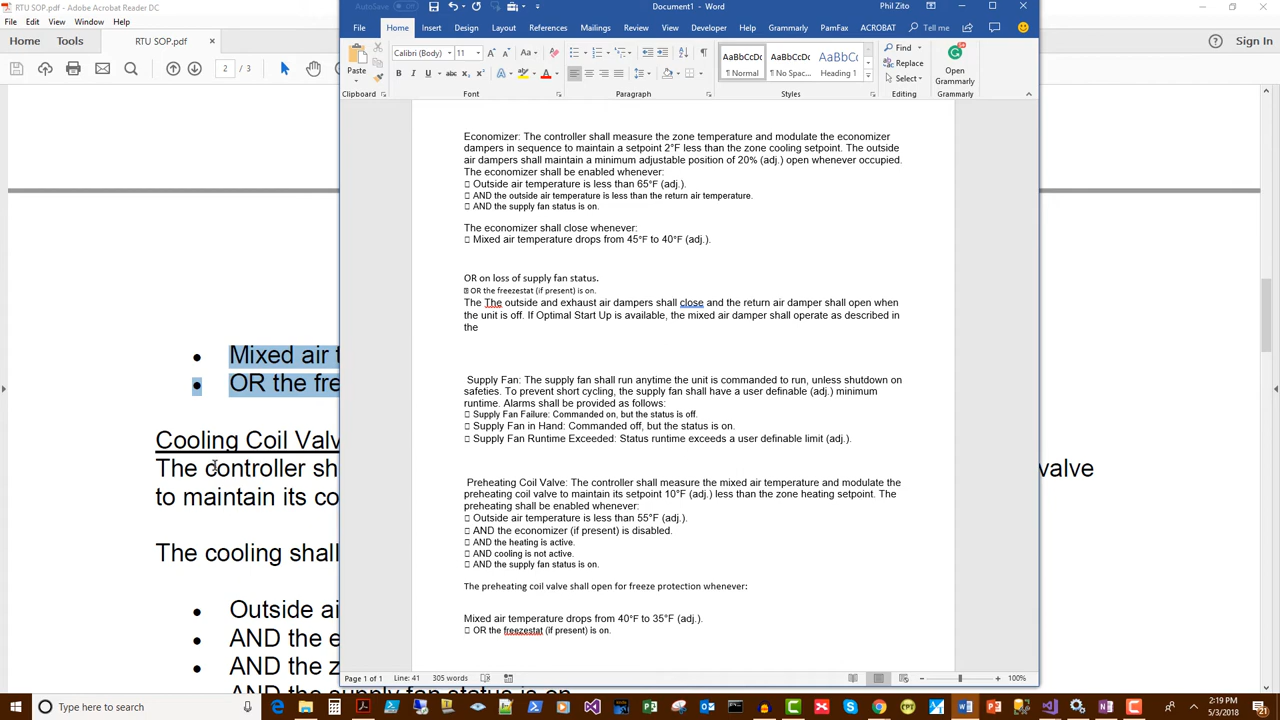 RTU SOP.pdf - Adobe Acrobat Reader DC
File Edit View Window Help
Home Tools RTU SOP.pdf × Sign In
2 / 3
AutoSave Off Document1 - Word Phil Zito
File Home Insert Design Layout References Mailings Review View Developer Grammarly PamFax ACROBAT Tell me
Calibri (Body) 11
Paste
B I U abc X₂ X²
AaBbCcDc AaBbCcDc AaBbCc
¶ Normal ¶ No Spac... Heading 1
Find
Replace
Select
Open
Grammarly
Clipboard Font Paragraph Styles Editing Grammarly
Economizer: The controller shall measure the zone temperature and modulate the economizer
dampers in sequence to maintain a setpoint 2°F less than the zone cooling setpoint. The outside
air dampers shall maintain a minimum adjustable position of 20% (adj.) open whenever occupied.
The economizer shall be enabled whenever:
Outside air temperature is less than 65°F (adj.).
AND the outside air temperature is less than the return air temperature.
AND the supply fan status is on.
The economizer shall close whenever:
Mixed air temperature drops from 45°F to 40°F (adj.).
OR on loss of supply fan status.
OR the freezestat (if present) is on.
The The outside and exhaust air dampers shall close and the return air damper shall open when
the unit is off. If Optimal Start Up is available, the mixed air damper shall operate as described in
the
Supply Fan: The supply fan shall run anytime the unit is commanded to run, unless shutdown on
safeties. To prevent short cycling, the supply fan shall have a user definable (adj.) minimum
runtime. Alarms shall be provided as follows:
Supply Fan Failure: Commanded on, but the status is off.
Supply Fan in Hand: Commanded off, but the status is on.
Supply Fan Runtime Exceeded: Status runtime exceeds a user definable limit (adj.).
Preheating Coil Valve: The controller shall measure the mixed air temperature and modulate the
preheating coil valve to maintain its setpoint 10°F (adj.) less than the zone heating setpoint. The
preheating shall be enabled whenever:
Outside air temperature is less than 55°F (adj.).
AND the economizer (if present) is disabled.
AND the heating is active.
AND cooling is not active.
AND the supply fan status is on.
The preheating coil valve shall open for freeze protection whenever:
Mixed air temperature drops from 40°F to 35°F (adj.).
OR the freezestat (if present) is on.
Page 1 of 1 Line: 41 305 words 100%
• Mixed air t
• OR the fre
Cooling Coil Valv
The controller sh valve
to maintain its co
The cooling shall
• Outside ai
• AND the e
• AND the z
AND the supply fan status is on
Type here to search
2:19 PM
5/3/2018